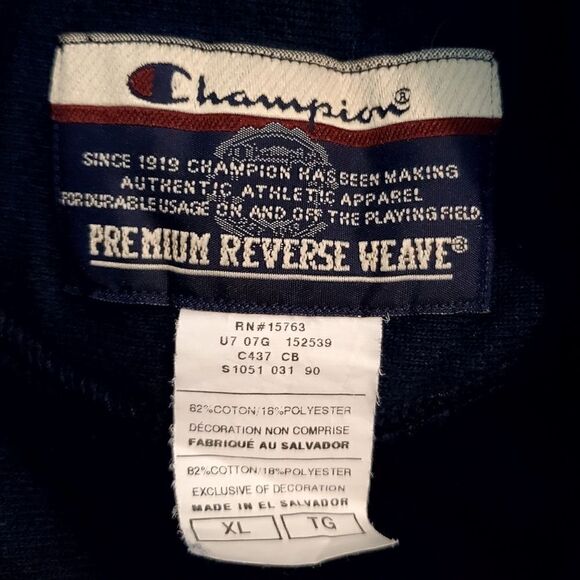 Champion®
SINCE 1919 CHAMPION HAS BEEN MAKING
AUTHENTIC ATHLETIC APPAREL
FOR DURABLE USAGE ON AND OFF THE PLAYING FIELD.
PREMIUM REVERSE WEAVE®
RN#15763
U7 07G 152539
C437 CB
S1051 031 90
82%COTON/18%POLYESTER
DÉCORATION NON COMPRISE
FABRIQUÉ AU SALVADOR
82%COTTON/18%POLYESTER
EXCLUSIVE OF DECORATION
MADE IN EL SALVADOR
XL TG